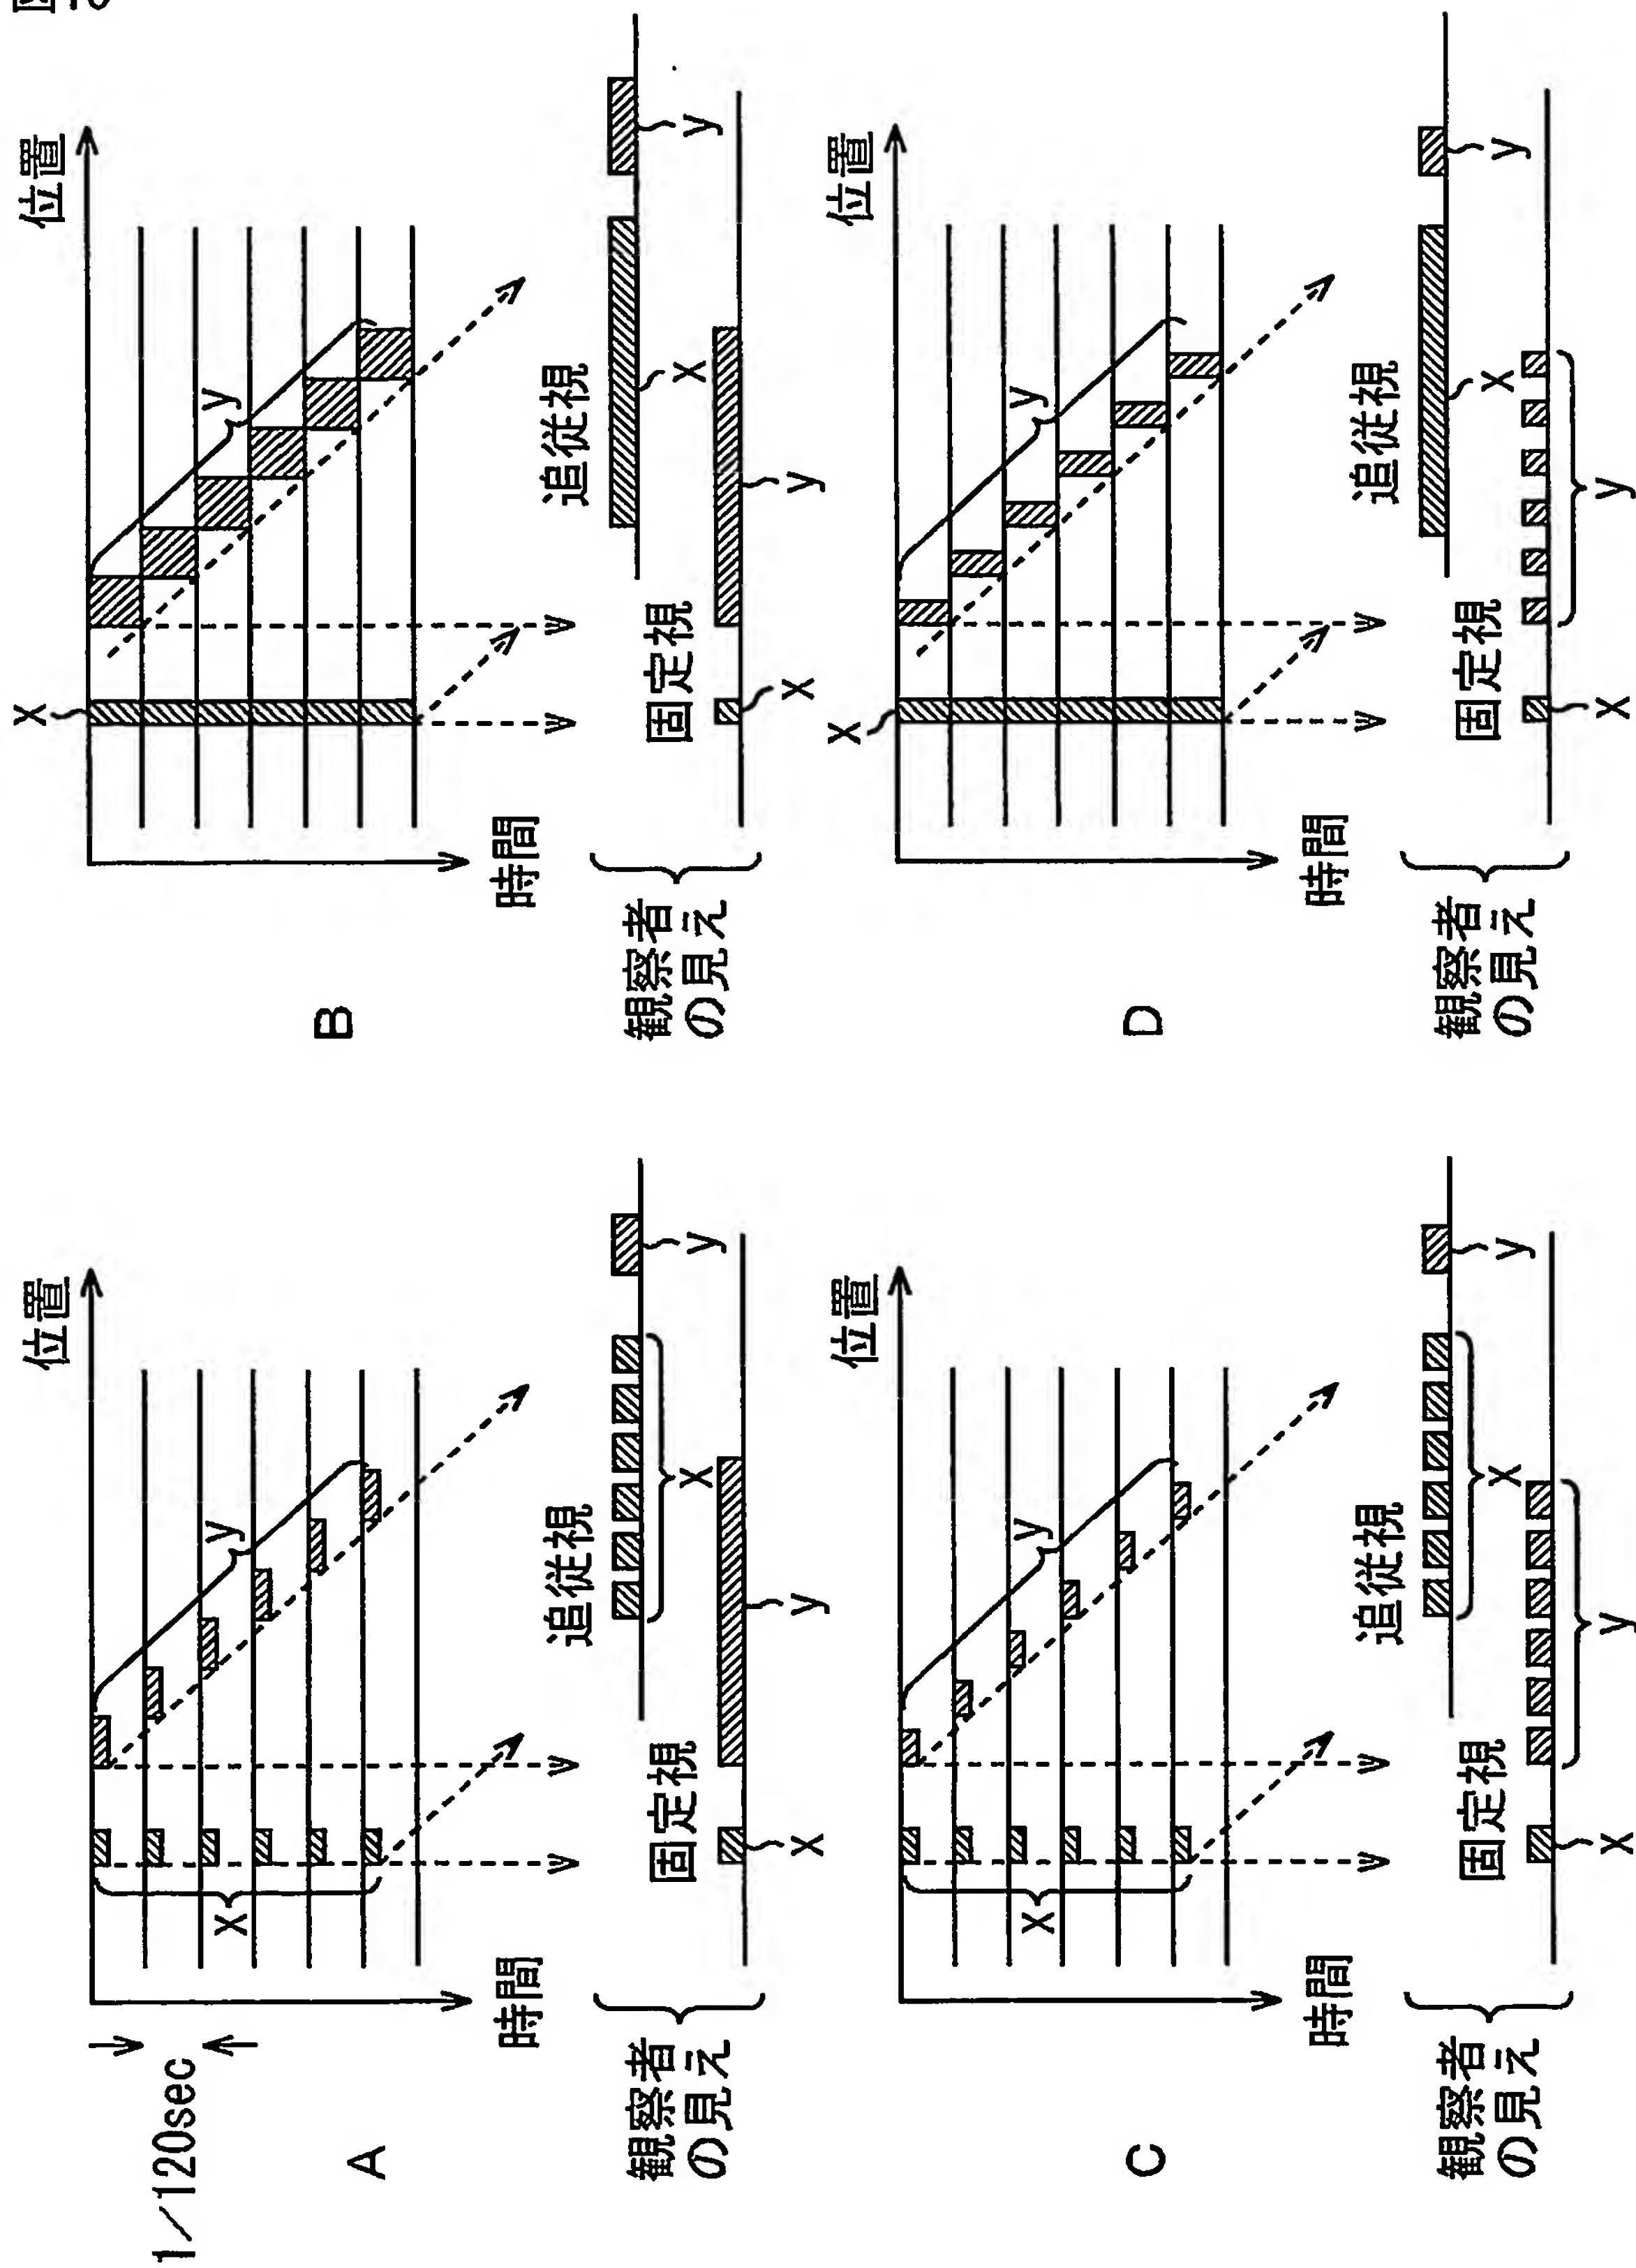 A
1/120sec
位置
x
y
時間
観察者
の見え
追従視
x
y
固定視
x
y
B
位置
x
y
時間
観察者
の見え
追従視
x
y
固定視
x
y
C
位置
x
y
時間
観察者
の見え
追従視
x
y
固定視
x
y
D
位置
x
y
時間
観察者
の見え
追従視
x
y
固定視
x
y